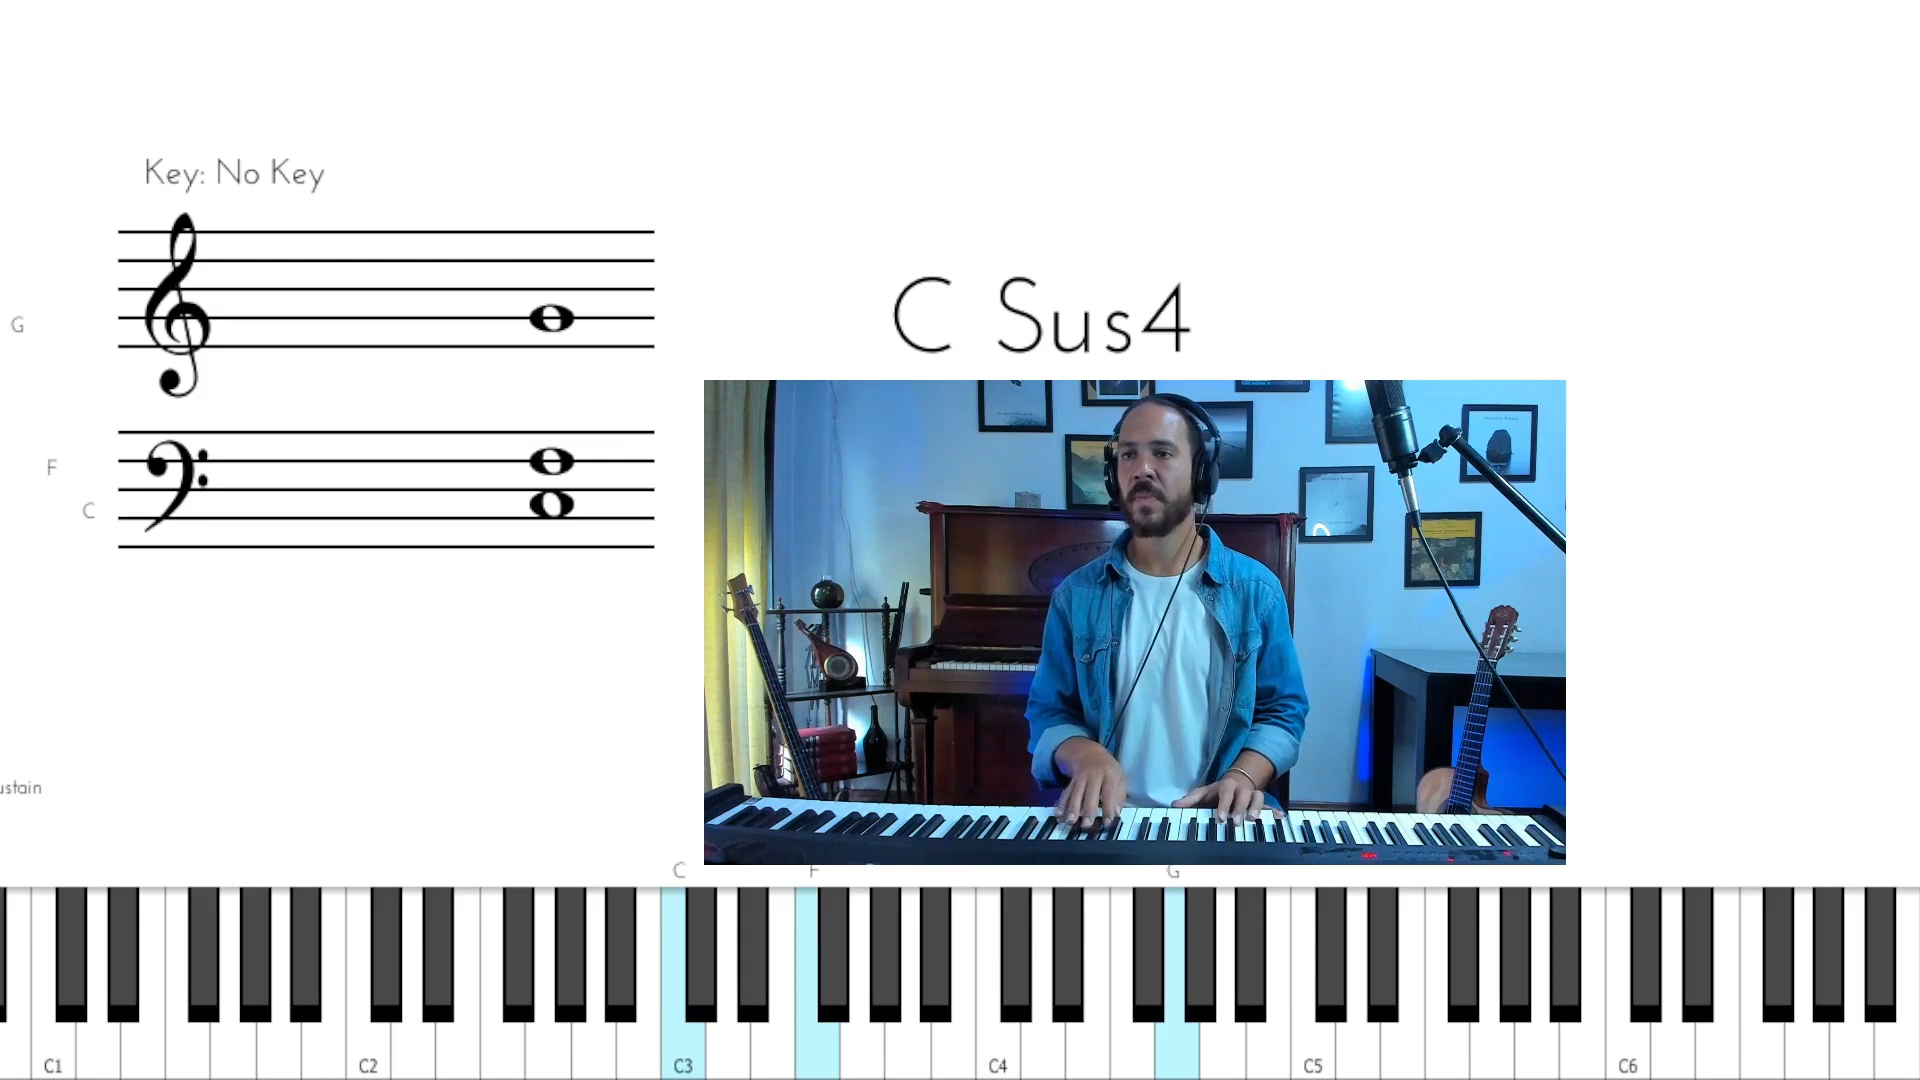 Key: No Key
G
C Sus4
F
C
ustain
C F G
C1 C2 C3 C4 C5 C6